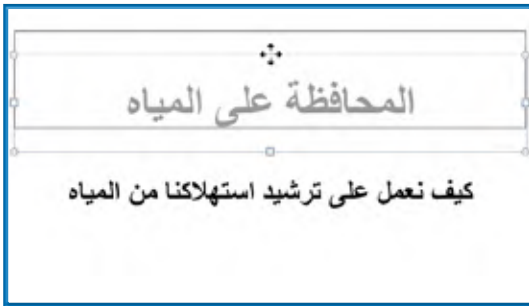 المحافظة على المياه
كيف نعمل على ترشيد استهلاكنا من المياه